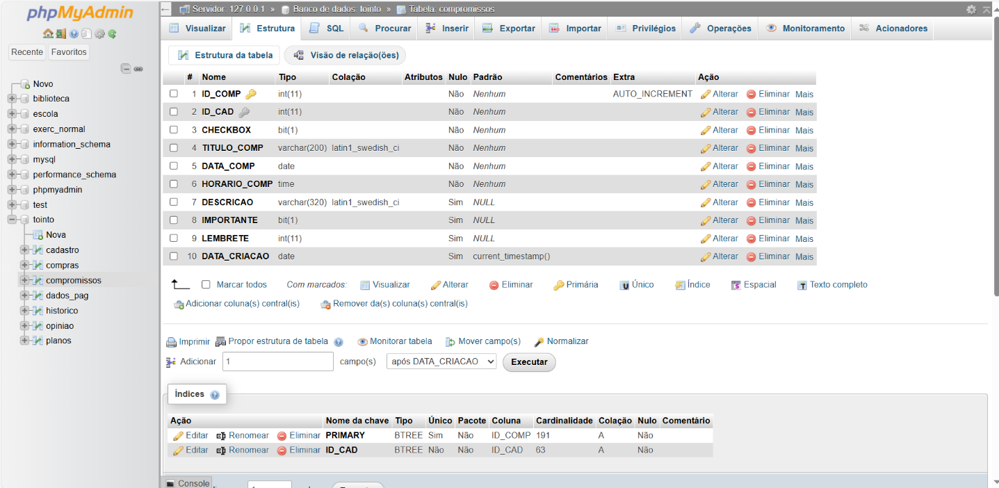 phpMyAdmin
Recente Favoritos
Novo
biblioteca
escola
exerc_normal
information_schema
mysql
performance_schema
phpmyadmin
test
tointo
Nova
cadastro
compras
compromissos
dados_pag
historico
opiniao
planos
Servidor: 127.0.0.1 » Banco de dados: tointo » Tabela: compromissos
Visualizar Estrutura SQL Procurar Inserir Exportar Importar Privilégios Operações Monitoramento Acionadores
Estrutura da tabela Visão de relação(ões)
# Nome Tipo Colação Atributos Nulo Padrão Comentários Extra Ação
1 ID_COMP int(11) Não Nenhum AUTO_INCREMENT Alterar Eliminar Mais
2 ID_CAD int(11) Não Nenhum Alterar Eliminar Mais
3 CHECKBOX bit(1) Não Nenhum Alterar Eliminar Mais
4 TITULO_COMP varchar(200) latin1_swedish_ci Não Nenhum Alterar Eliminar Mais
5 DATA_COMP date Não Nenhum Alterar Eliminar Mais
6 HORARIO_COMP time Não Nenhum Alterar Eliminar Mais
7 DESCRICAO varchar(320) latin1_swedish_ci Sim NULL Alterar Eliminar Mais
8 IMPORTANTE bit(1) Sim NULL Alterar Eliminar Mais
9 LEMBRETE int(11) Sim NULL Alterar Eliminar Mais
10 DATA_CRIACAO date Sim current_timestamp() Alterar Eliminar Mais
Marcar todos Com marcados: Visualizar Alterar Eliminar Primária Único Índice Espacial Texto completo
Adicionar coluna(s) central(is) Remover da(s) coluna(s) central(is)
Imprimir Propor estrutura de tabela Monitorar tabela Mover campo(s) Normalizar
Adicionar 1 campo(s) após DATA_CRIACAO Executar
Índices
Ação Nome da chave Tipo Único Pacote Coluna Cardinalidade Colação Nulo Comentário
Editar Renomear Eliminar PRIMARY BTREE Sim Não ID_COMP 191 A Não
Editar Renomear Eliminar ID_CAD BTREE Não Não ID_CAD 63 A Não
Console